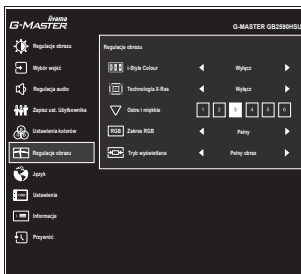 iiyama
G-MASTER
G-MASTER GB2590HSU
Regulacje obrazu
Wybór wejść
Regulacja audio
Zapisz ust. Użytkownika
Ustawienia kolorów
Regulacje obrazu
Język
OSD
Ustawienia
Informacje
Przywróć
Regulacje obrazu
i-Style Colour
Wyłącz
Technologia X-Res
Wyłącz
Ostre i miękkie
1 2 3 4 5 6
RGB
Zakres RGB
Pełny
Tryb wyświetlana
Pełny obraz